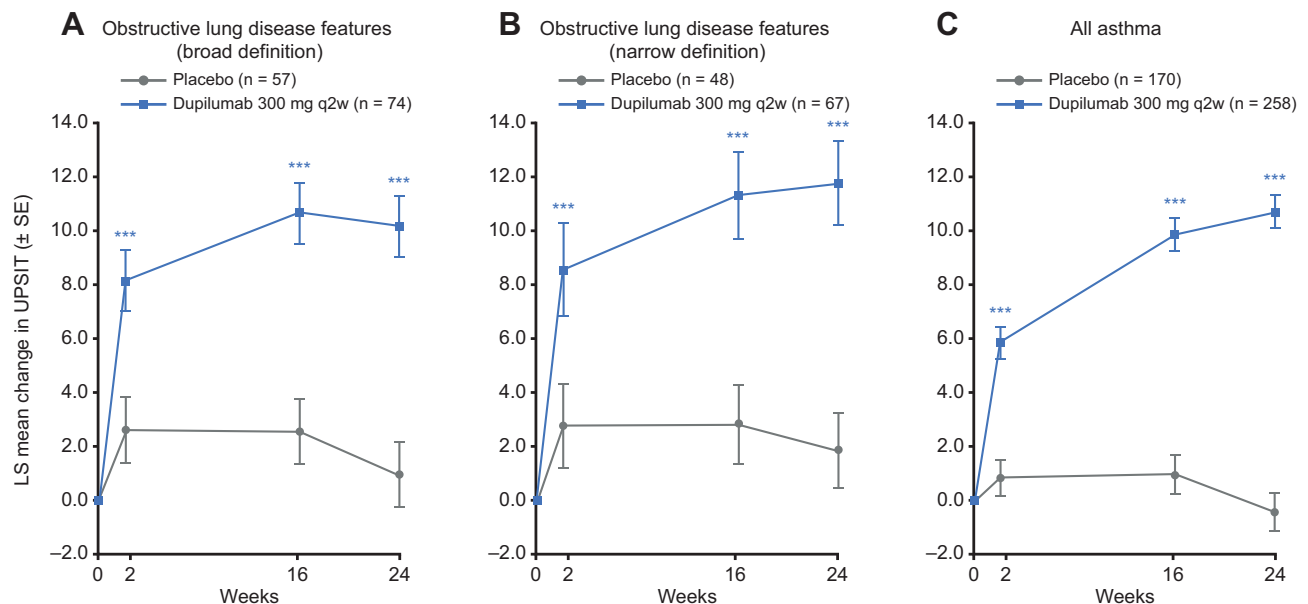 A Obstructive lung disease features
(broad definition)
Placebo (n = 57)
Dupilumab 300 mg q2w (n = 74)
14.0
12.0
10.0
8.0
6.0
4.0
2.0
0.0
–2.0
LS mean change in UPSIT (± SE)
***
***
***
0 2 16 24
Weeks
B Obstructive lung disease features
(narrow definition)
Placebo (n = 48)
Dupilumab 300 mg q2w (n = 67)
14.0
12.0
10.0
8.0
6.0
4.0
2.0
0.0
–2.0
***
***
***
0 2 16 24
Weeks
C All asthma
Placebo (n = 170)
Dupilumab 300 mg q2w (n = 258)
14.0
12.0
10.0
8.0
6.0
4.0
2.0
0.0
–2.0
***
***
***
0 2 16 24
Weeks